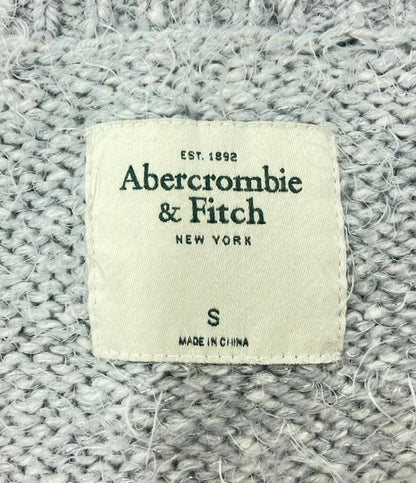 EST. 1892
Abercrombie
& Fitch
NEW YORK
S
MADE IN CHINA